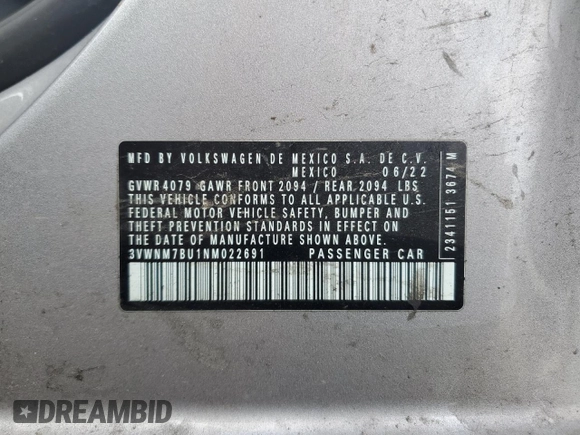 MFD BY VOLKSWAGEN DE MEXICO S.A. DE C.V.
MEXICO 06/22
GVWR 4079 GAWR FRONT 2094 / REAR 2094 LBS
THIS VEHICLE CONFORMS TO ALL APPLICABLE U.S.
FEDERAL MOTOR VEHICLE SAFETY, BUMPER AND
THEFT PREVENTION STANDARDS IN EFFECT ON
THE DATE OF MANUFACTURE SHOWN ABOVE.
3VWNM7BU1NM022691 PASSENGER CAR
2341151 3674 M
DREAMBID